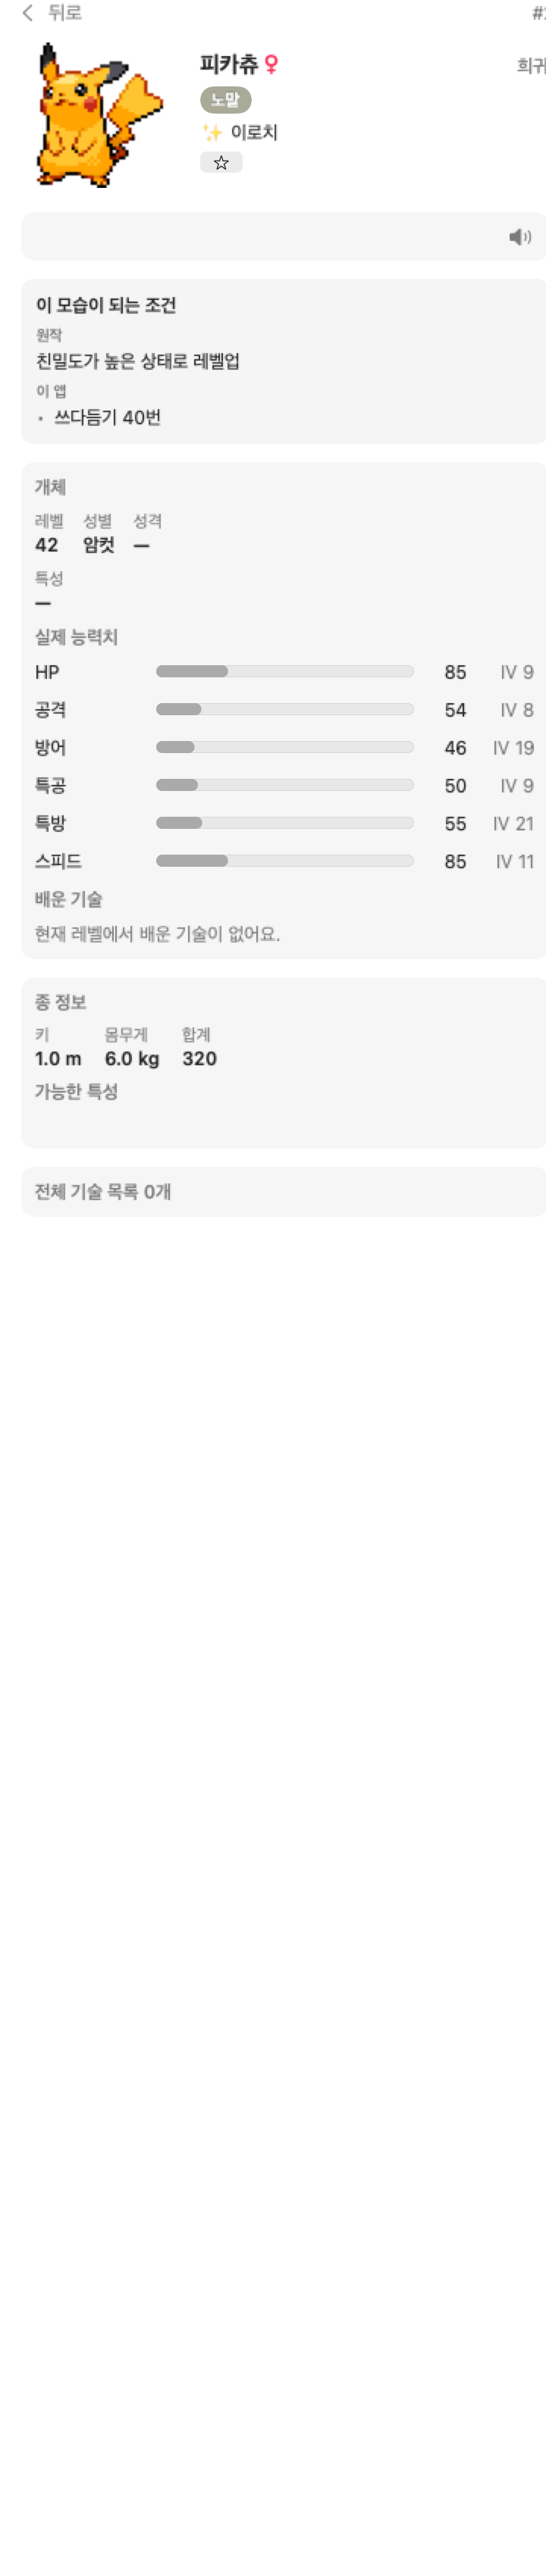 뒤로
피카츄 ♀
노말
✨ 이로치
☆
이 모습이 되는 조건
원작
친밀도가 높은 상태로 레벨업
이 앱
• 쓰다듬기 40번
개체
레벨 성별 성격
42 암컷 —
특성
—
실제 능력치
HP 85 IV 9
공격 54 IV 8
방어 46 IV 19
특공 50 IV 9
특방 55 IV 21
스피드 85 IV 11
배운 기술
현재 레벨에서 배운 기술이 없어요.
종 정보
키 몸무게 합계
1.0 m 6.0 kg 320
가능한 특성
전체 기술 목록 0개